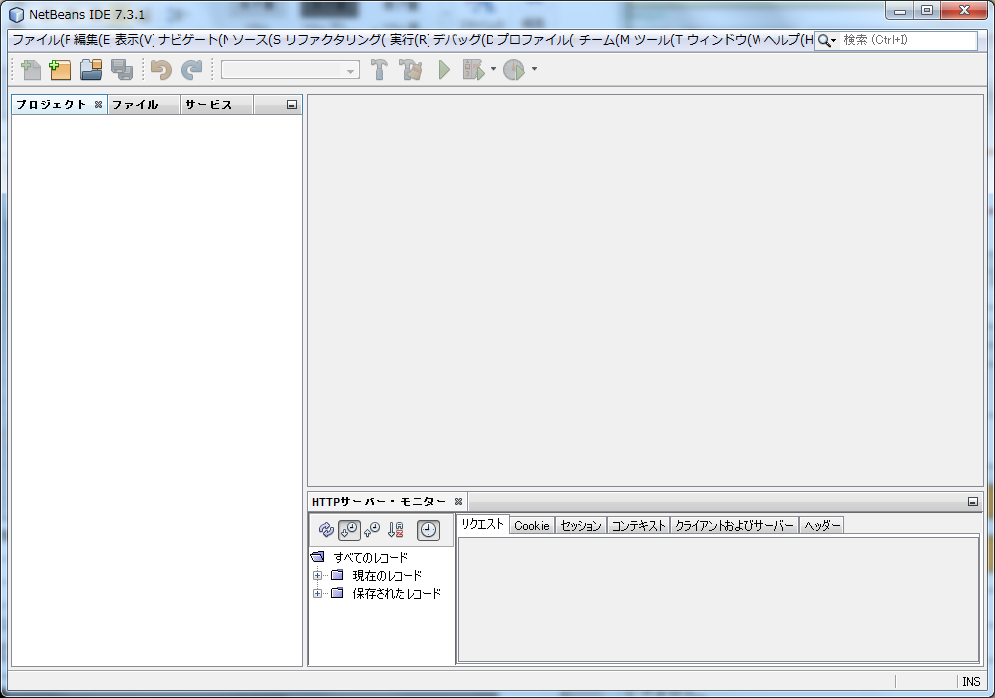 NetBeans IDE 7.3.1
ファイル(F 編集(E 表示(V) ナビゲート(N ソース(S リファクタリング( 実行(R) デバッグ(D プロファイル( チーム(M ツール(T ウィンドウ(W ヘルプ(H 検索 (Ctrl+I)
プロジェクト ファイル サービス
HTTPサーバー・モニター
リクエスト Cookie セッション コンテキスト クライアントおよびサーバー ヘッダー
すべてのレコード
現在のレコード
保存されたレコード
INS